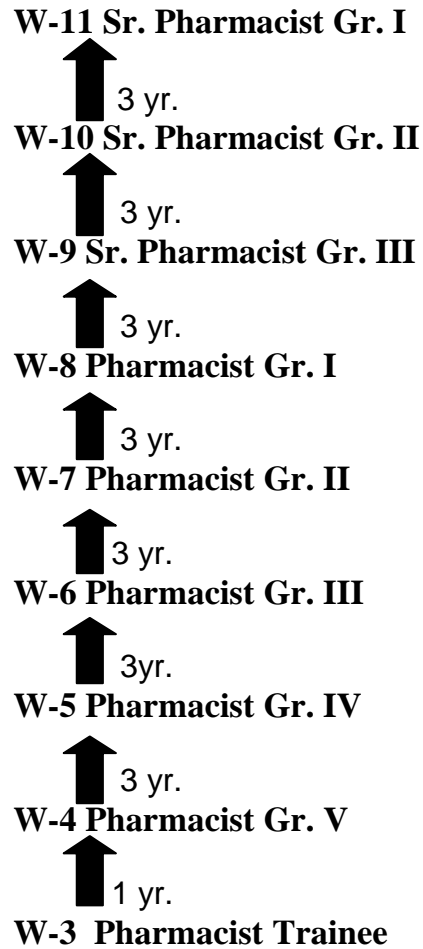 W-11 Sr. Pharmacist Gr. I
3 yr.
W-10 Sr. Pharmacist Gr. II
3 yr.
W-9 Sr. Pharmacist Gr. III
3 yr.
W-8 Pharmacist Gr. I
3 yr.
W-7 Pharmacist Gr. II
3 yr.
W-6 Pharmacist Gr. III
3yr.
W-5 Pharmacist Gr. IV
3 yr.
W-4 Pharmacist Gr. V
1 yr.
W-3 Pharmacist Trainee